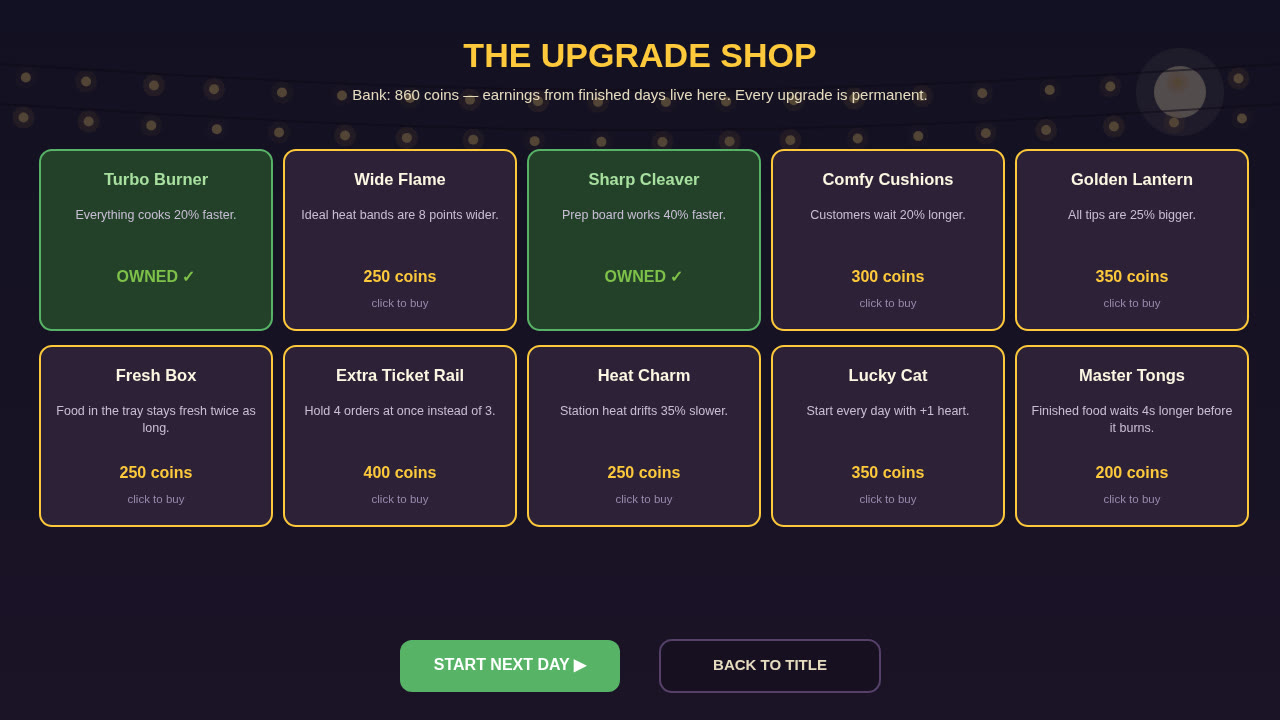 THE UPGRADE SHOP
Bank: 860 coins — earnings from finished days live here. Every upgrade is permanent.
Turbo Burner
Everything cooks 20% faster.
OWNED ✓
Wide Flame
Ideal heat bands are 8 points wider.
250 coins
click to buy
Sharp Cleaver
Prep board works 40% faster.
OWNED ✓
Comfy Cushions
Customers wait 20% longer.
300 coins
click to buy
Golden Lantern
All tips are 25% bigger.
350 coins
click to buy
Fresh Box
Food in the tray stays fresh twice as
long.
250 coins
click to buy
Extra Ticket Rail
Hold 4 orders at once instead of 3.
400 coins
click to buy
Heat Charm
Station heat drifts 35% slower.
250 coins
click to buy
Lucky Cat
Start every day with +1 heart.
350 coins
click to buy
Master Tongs
Finished food waits 4s longer before
it burns.
200 coins
click to buy
START NEXT DAY ▶
BACK TO TITLE